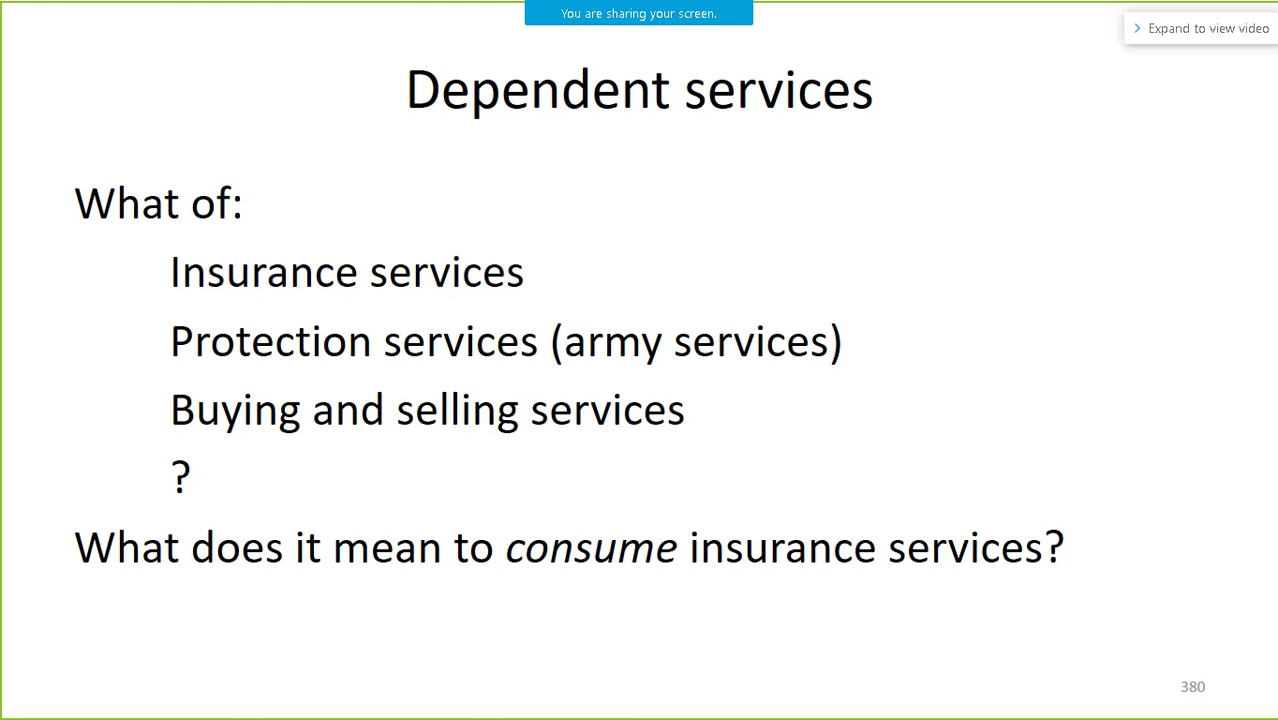 You are sharing your screen.
Expand to view video
Dependent services
What of:
Insurance services
Protection services (army services)
Buying and selling services
?
What does it mean to consume insurance services?
380